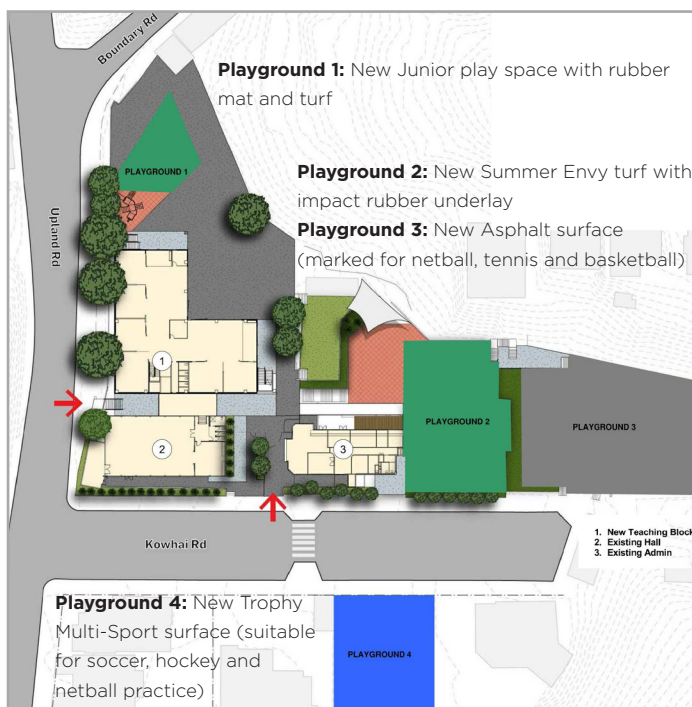 Boundary Rd
Playground 1: New Junior play space with rubber
mat and turf
PLAYGROUND 1
Playground 2: New Summer Envy turf with
impact rubber underlay
Playground 3: New Asphalt surface
(marked for netball, tennis and basketball)
Upland Rd
1
2
3
PLAYGROUND 2
PLAYGROUND 3
Kowhai Rd
1. New Teaching Block
2. Existing Hall
3. Existing Admin
Playground 4: New Trophy
Multi-Sport surface (suitable
for soccer, hockey and
netball practice)
PLAYGROUND 4